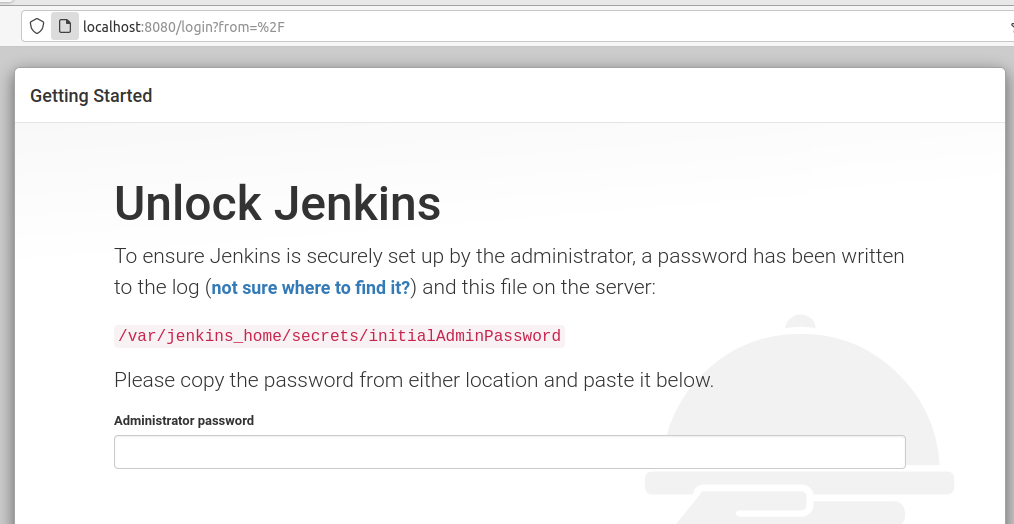 localhost:8080/login?from=%2F
Getting Started
Unlock Jenkins
To ensure Jenkins is securely set up by the administrator, a password has been written
to the log (not sure where to find it?) and this file on the server:
/var/jenkins_home/secrets/initialAdminPassword
Please copy the password from either location and paste it below.
Administrator password